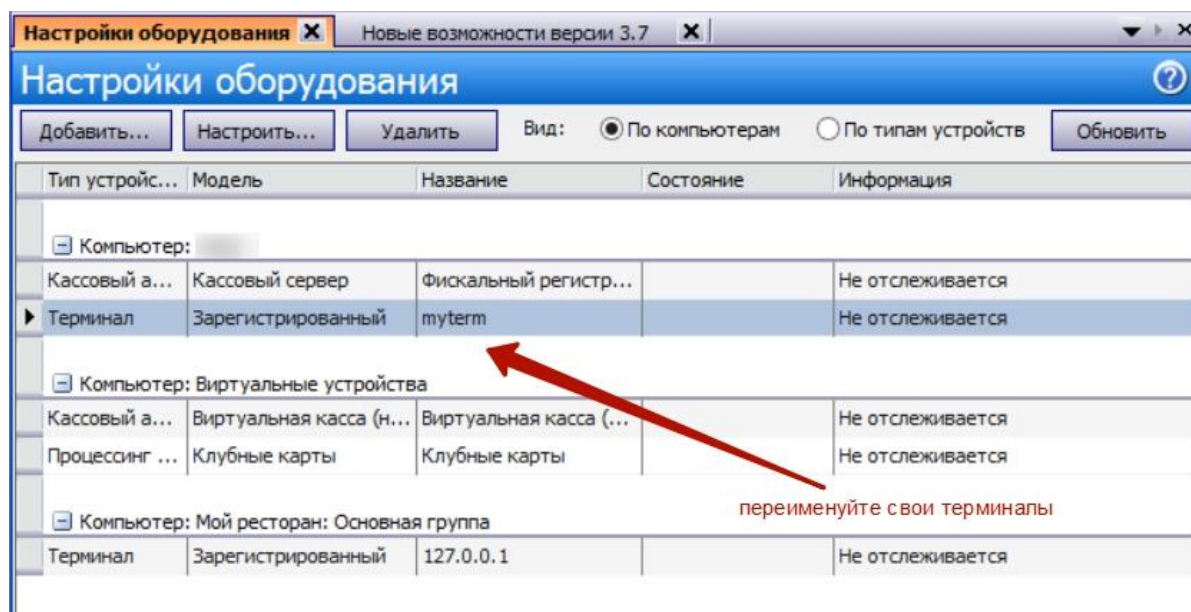 Настройки оборудования Новые возможности версии 3.7
Настройки оборудования
Добавить... Настроить... Удалить Вид: По компьютерам По типам устройств Обновить
Тип устройс... Модель Название Состояние Информация
Компьютер:
Кассовый а... Кассовый сервер Фискальный регистр... Не отслеживается
Терминал Зарегистрированный myterm Не отслеживается
Компьютер: Виртуальные устройства
Кассовый а... Виртуальная касса (н... Виртуальная касса (... Не отслеживается
Процессинг ... Клубные карты Клубные карты Не отслеживается
переименуйте свои терминалы
Компьютер: Мой ресторан: Основная группа
Терминал Зарегистрированный 127.0.0.1 Не отслеживается